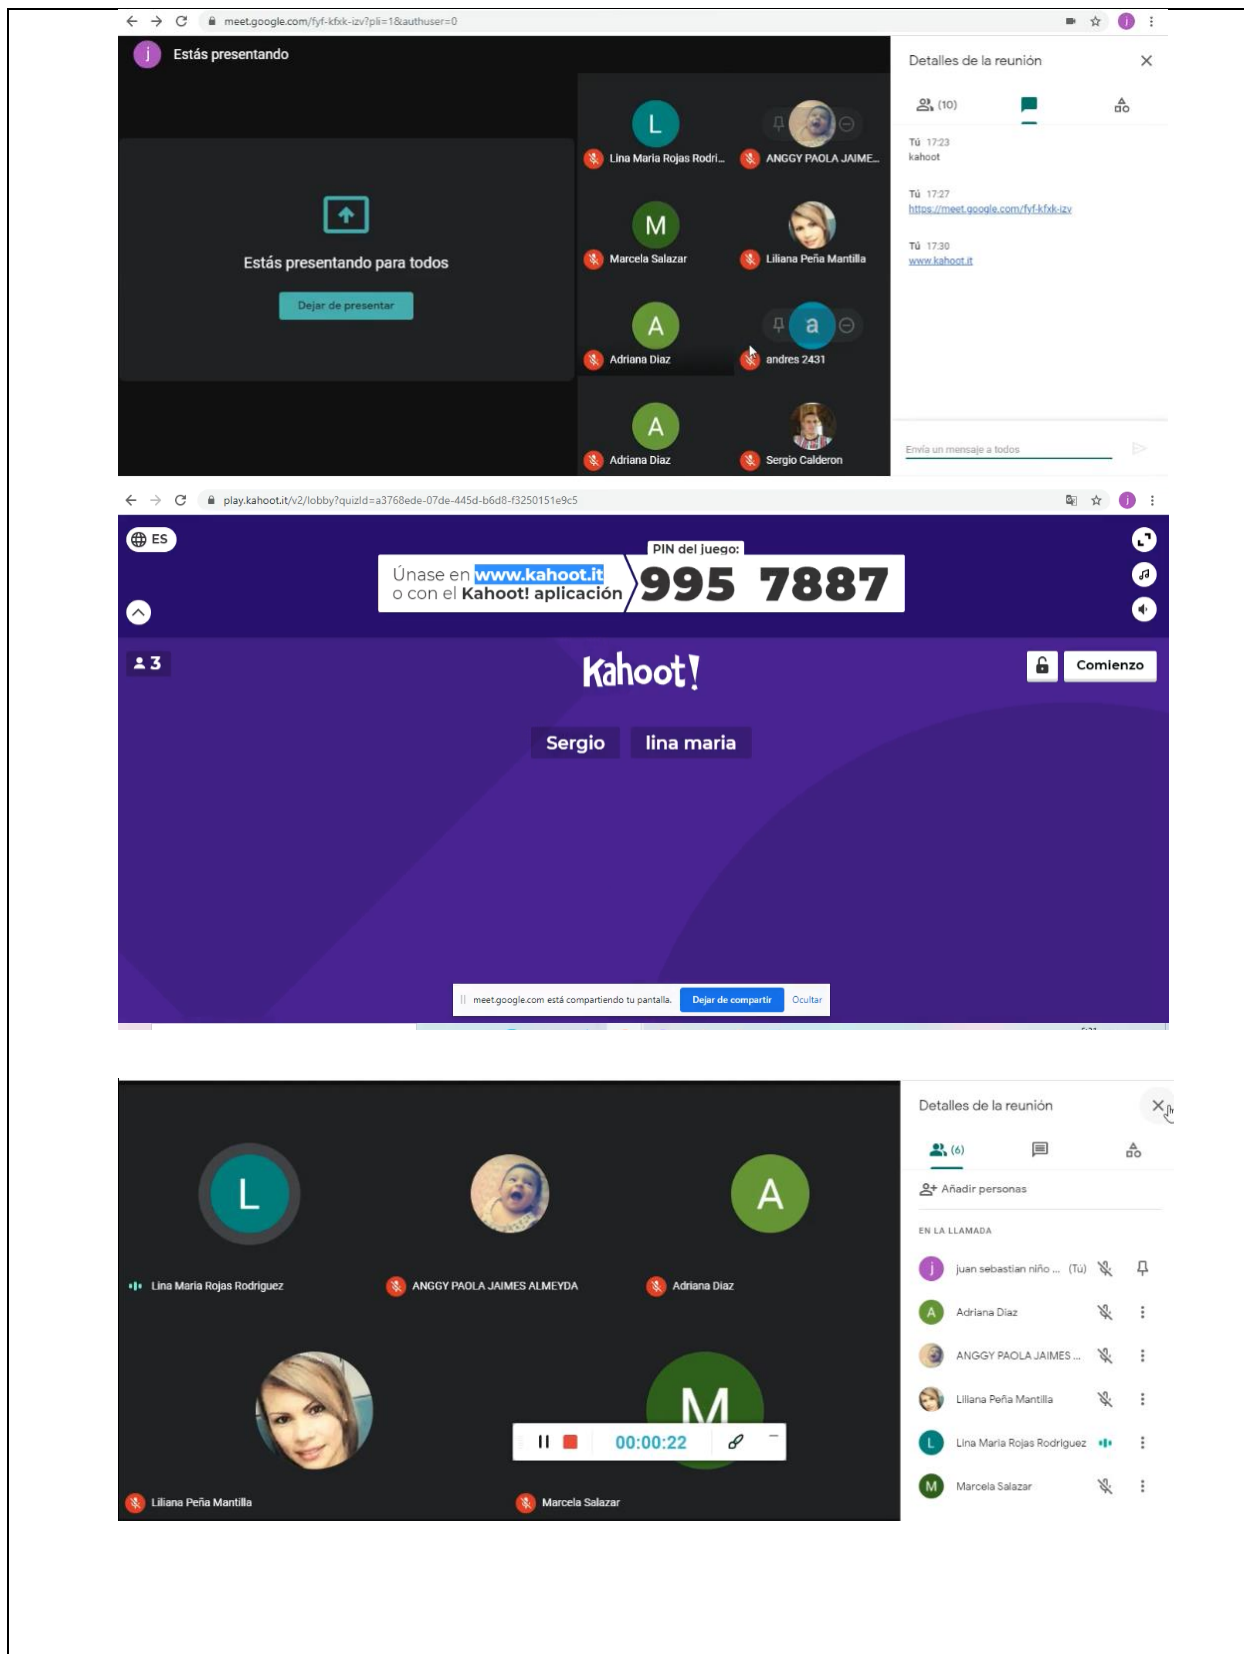 meet.google.com/fyf-kfxk-izv?pli=1&authuser=0
j
j Estás presentando
Detalles de la reunión
(10)
Estás presentando para todos
Dejar de presentar
L
Lina Maria Rojas Rodri...
ANGGY PAOLA JAIME...
M
Marcela Salazar
Liliana Peña Mantilla
A
Adriana Diaz
a
andres 2431
A
Adriana Diaz
Sergio Calderon
Tú 17:23
kahoot
Tú 17:27
https://meet.google.com/fyf-kfxk-izv
Tú 17:30
www.kahoot.it
Envía un mensaje a todos
play.kahoot.it/v2/lobby?quizId=a3768ede-07de-445d-b6d8-f3250151e9c5
j
ES
Únase en www.kahoot.it
o con el Kahoot! aplicación
PIN del juego:
995 7887
3
Kahoot!
Comienzo
Sergio
lina maria
meet.google.com está compartiendo tu pantalla. Dejar de compartir Ocultar
L
Lina Maria Rojas Rodriguez
ANGGY PAOLA JAIMES ALMEYDA
A
Adriana Diaz
Liliana Peña Mantilla
M
Marcela Salazar
00:00:22
Detalles de la reunión
(6)
Añadir personas
EN LA LLAMADA
j juan sebastian niño ... (Tú)
A Adriana Diaz
ANGGY PAOLA JAIMES ...
Liliana Peña Mantilla
L Lina Maria Rojas Rodriguez
M Marcela Salazar